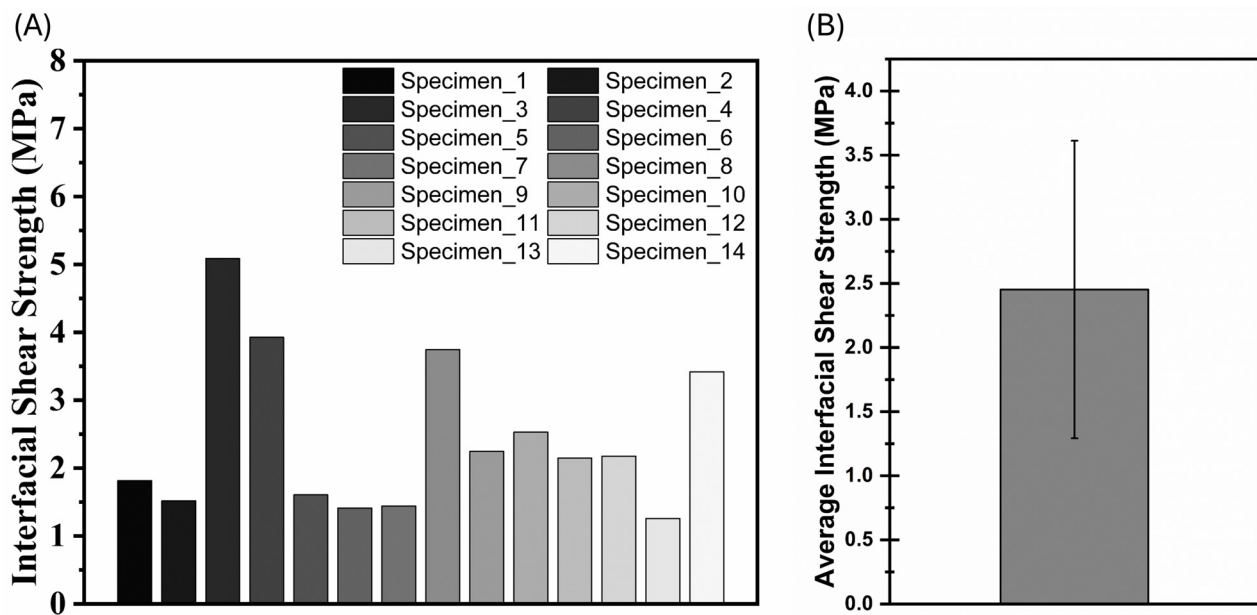 (A)
Interfacial Shear Strength (MPa)
8
7
6
5
4
3
2
1
0
Specimen_1 Specimen_2
Specimen_3 Specimen_4
Specimen_5 Specimen_6
Specimen_7 Specimen_8
Specimen_9 Specimen_10
Specimen_11 Specimen_12
Specimen_13 Specimen_14
(B)
Average Interfacial Shear Strength (MPa)
4.0
3.5
3.0
2.5
2.0
1.5
1.0
0.5
0.0